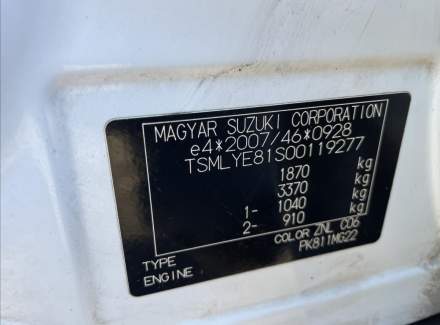 MAGYAR SUZUKI CORPORATION
e4*2007/46*0928
TSMLYE81S00119277
1870 kg
3370 kg
1- 1040 kg
2- 910 kg
COLOR ZNL C06
TYPE PK811MG22
ENGINE